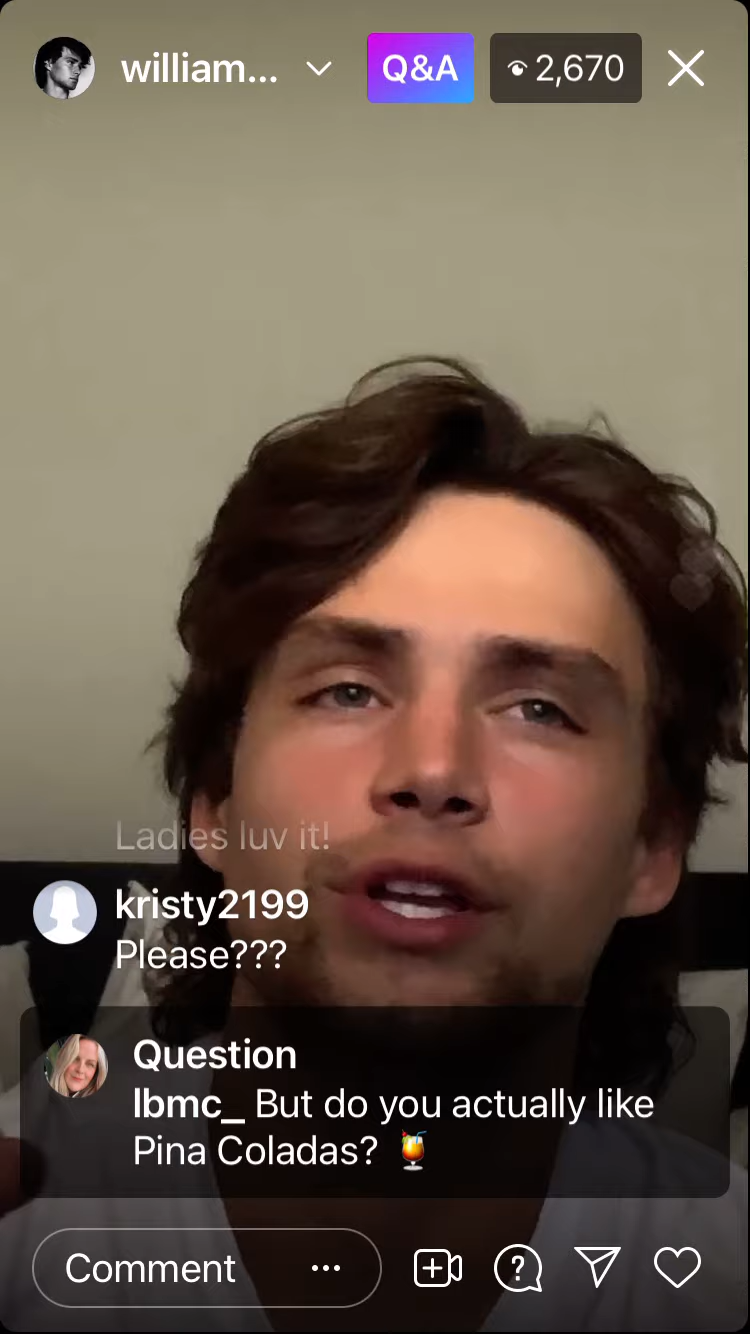 william...
Q&A
2,670
Ladies luv it!
kristy2199
Please???
Question
lbmc_ But do you actually like
Pina Coladas? 🍹
Comment